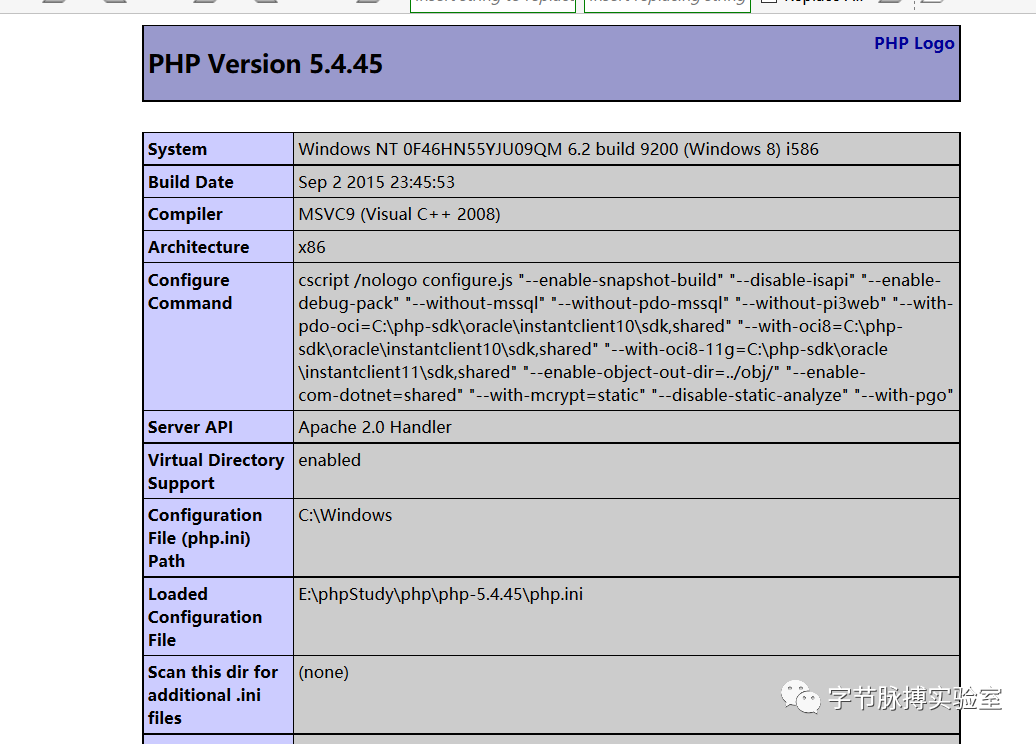 Insert string to replace
Insert replacing string
Replace All
PHP Logo
PHP Version 5.4.45
System
Windows NT 0F46HN55YJU09QM 6.2 build 9200 (Windows 8) i586
Build Date
Sep 2 2015 23:45:53
Compiler
MSVC9 (Visual C++ 2008)
Architecture
x86
Configure
Command
cscript /nologo configure.js "--enable-snapshot-build" "--disable-isapi" "--enable-
debug-pack" "--without-mssql" "--without-pdo-mssql" "--without-pi3web" "--with-
pdo-oci=C:\php-sdk\oracle\instantclient10\sdk,shared" "--with-oci8=C:\php-
sdk\oracle\instantclient10\sdk,shared" "--with-oci8-11g=C:\php-sdk\oracle
\instantclient11\sdk,shared" "--enable-object-out-dir=../obj/" "--enable-
com-dotnet=shared" "--with-mcrypt=static" "--disable-static-analyze" "--with-pgo"
Server API
Apache 2.0 Handler
Virtual Directory
Support
enabled
Configuration
File (php.ini)
Path
C:\Windows
Loaded
Configuration
File
E:\phpStudy\php\php-5.4.45\php.ini
Scan this dir for
additional .ini
files
(none)
字节脉搏实验室